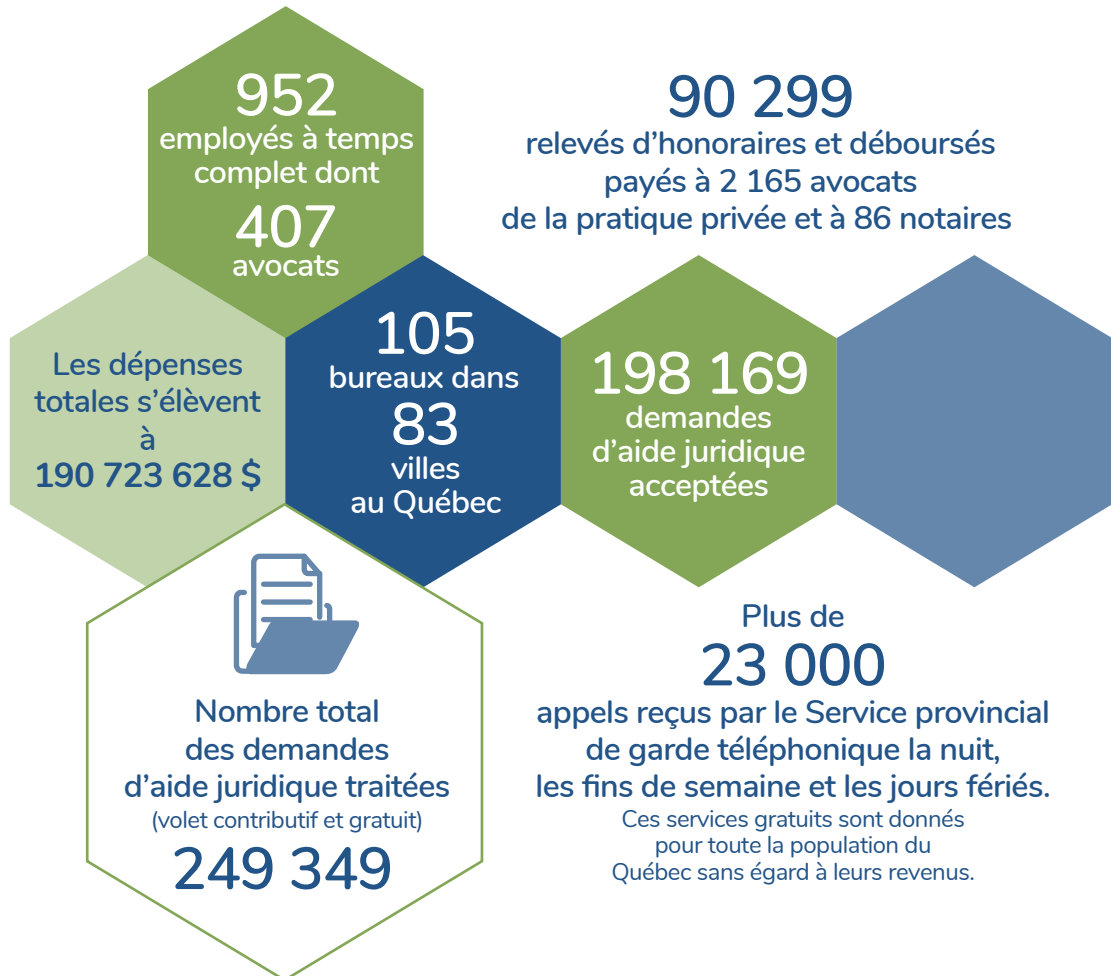 952
employés à temps
complet dont
407
avocats
90 299
relevés d’honoraires et déboursés
payés à 2 165 avocats
de la pratique privée et à 86 notaires
Les dépenses
totales s’élèvent
à
190 723 628 $
105
bureaux dans
83
villes
au Québec
198 169
demandes
d’aide juridique
acceptées
Nombre total
des demandes
d’aide juridique traitées
(volet contributif et gratuit)
249 349
Plus de
23 000
appels reçus par le Service provincial
de garde téléphonique la nuit,
les fins de semaine et les jours fériés.
Ces services gratuits sont donnés
pour toute la population du
Québec sans égard à leurs revenus.